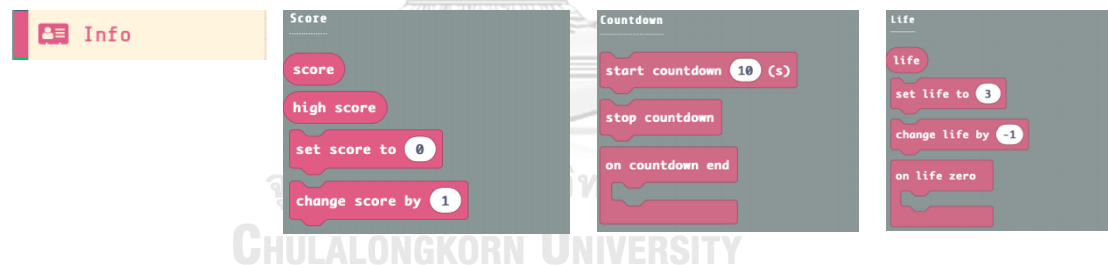 Info
Score
score
high score
set score to 0
change score by 1
Countdown
start countdown 10 (s)
stop countdown
on countdown end
Life
life
set life to 3
change life by -1
on life zero
CHULALONGKORN UNIVERSITY